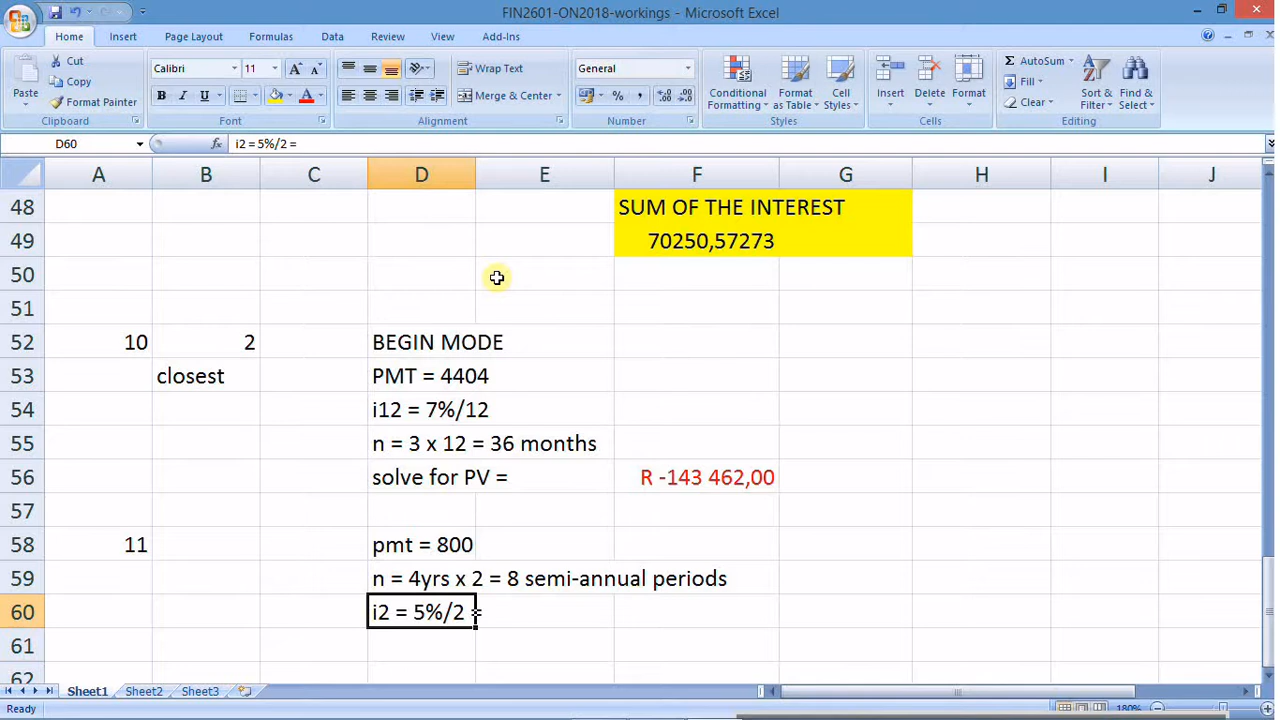 FIN2601-ON2018-workings - Microsoft Excel
Home Insert Page Layout Formulas Data Review View Add-Ins
Paste
Cut
Copy
Format Painter
Clipboard
Calibri 11
B I U
Font
Wrap Text
Merge & Center
Alignment
General
%
Number
Conditional Formatting
Format as Table
Cell Styles
Styles
Insert
Delete
Format
Cells
AutoSum
Fill
Clear
Sort & Filter
Find & Select
Editing
D60 fx i2 = 5%/2 =
A B C D E F G H I J
48 SUM OF THE INTEREST
49 70250,57273
50
51
52 10 2 BEGIN MODE
53 closest PMT = 4404
54 i12 = 7%/12
55 n = 3 x 12 = 36 months
56 solve for PV = R -143 462,00
57
58 11 pmt = 800
59 n = 4yrs x 2 = 8 semi-annual periods
60 i2 = 5%/2 =
61
62
Sheet1 Sheet2 Sheet3
Ready 180%